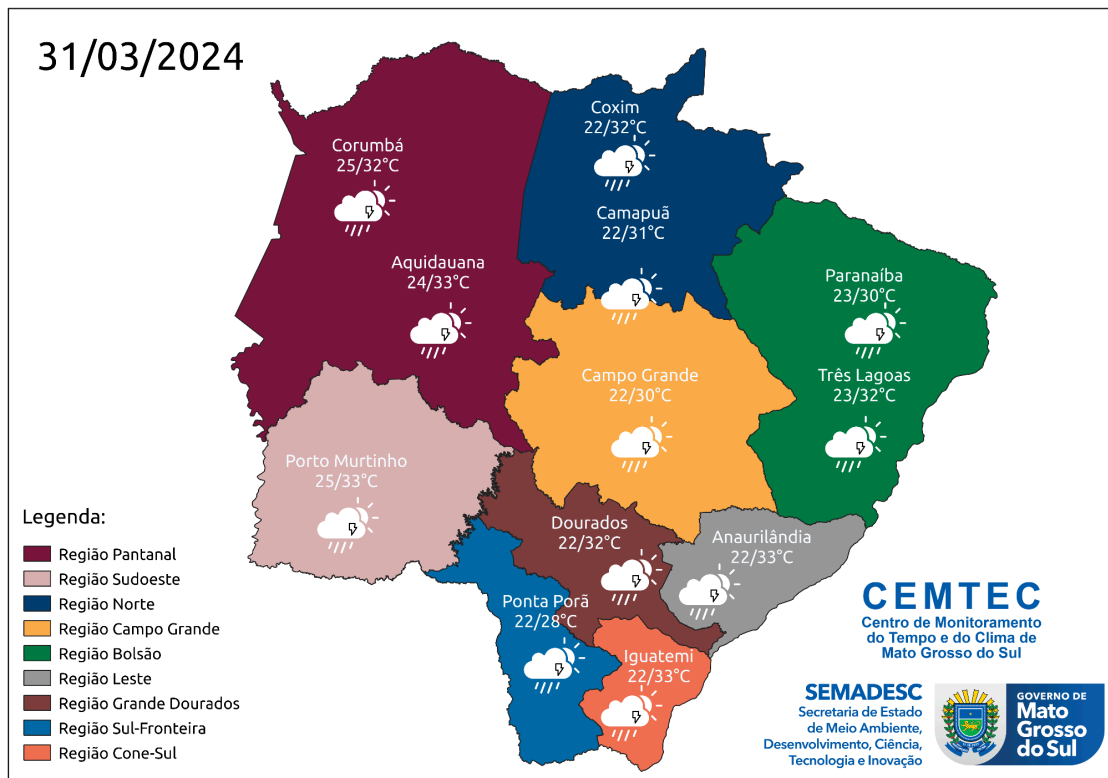 31/03/2024
Coxim
22/32°C
Corumbá
25/32°C
Camapuã
22/31°C
Aquidauana
24/33°C
Paranaíba
23/30°C
Campo Grande
22/30°C
Três Lagoas
23/32°C
Porto Murtinho
25/33°C
Dourados
22/32°C
Anaurilândia
22/33°C
Ponta Porã
22/28°C
Iguatemi
22/33°C
Legenda:
Região Pantanal
Região Sudoeste
Região Norte
Região Campo Grande
Região Bolsão
Região Leste
Região Grande Dourados
Região Sul-Fronteira
Região Cone-Sul
CEMTEC
Centro de Monitoramento
do Tempo e do Clima de
Mato Grosso do Sul
SEMADESC
Secretaria de Estado
de Meio Ambiente,
Desenvolvimento, Ciência,
Tecnologia e Inovação
GOVERNO DE
Mato
Grosso
do Sul